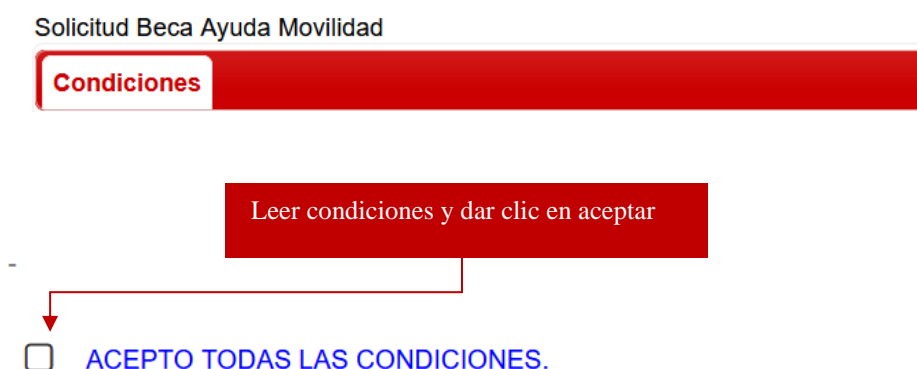 Solicitud Beca Ayuda Movilidad
Condiciones
Leer condiciones y dar clic en aceptar
-
ACEPTO TODAS LAS CONDICIONES.